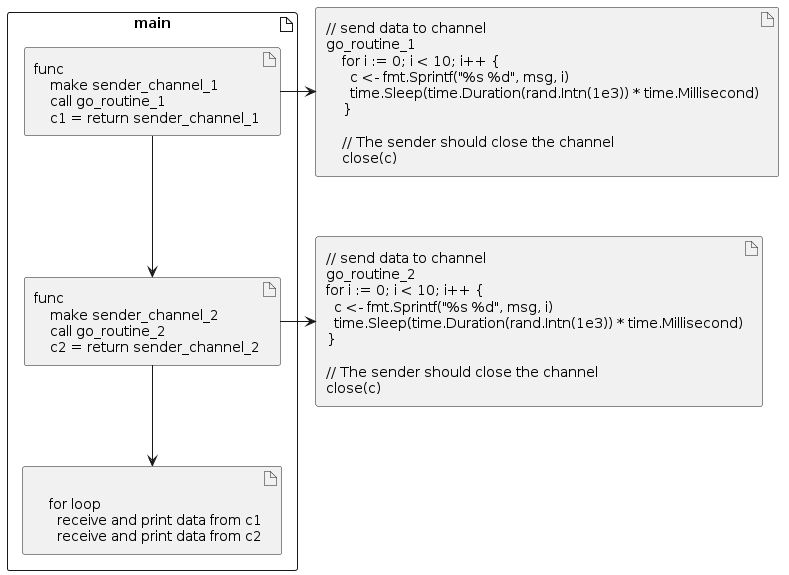 main
func
make sender_channel_1
call go_routine_1
c1 = return sender_channel_1
// send data to channel
go_routine_1
for i := 0; i < 10; i++ {
c <- fmt.Sprintf("%s %d", msg, i)
time.Sleep(time.Duration(rand.Intn(1e3)) * time.Millisecond)
}
// The sender should close the channel
close(c)
func
make sender_channel_2
call go_routine_2
c2 = return sender_channel_2
// send data to channel
go_routine_2
for i := 0; i < 10; i++ {
c <- fmt.Sprintf("%s %d", msg, i)
time.Sleep(time.Duration(rand.Intn(1e3)) * time.Millisecond)
}
// The sender should close the channel
close(c)
for loop
receive and print data from c1
receive and print data from c2